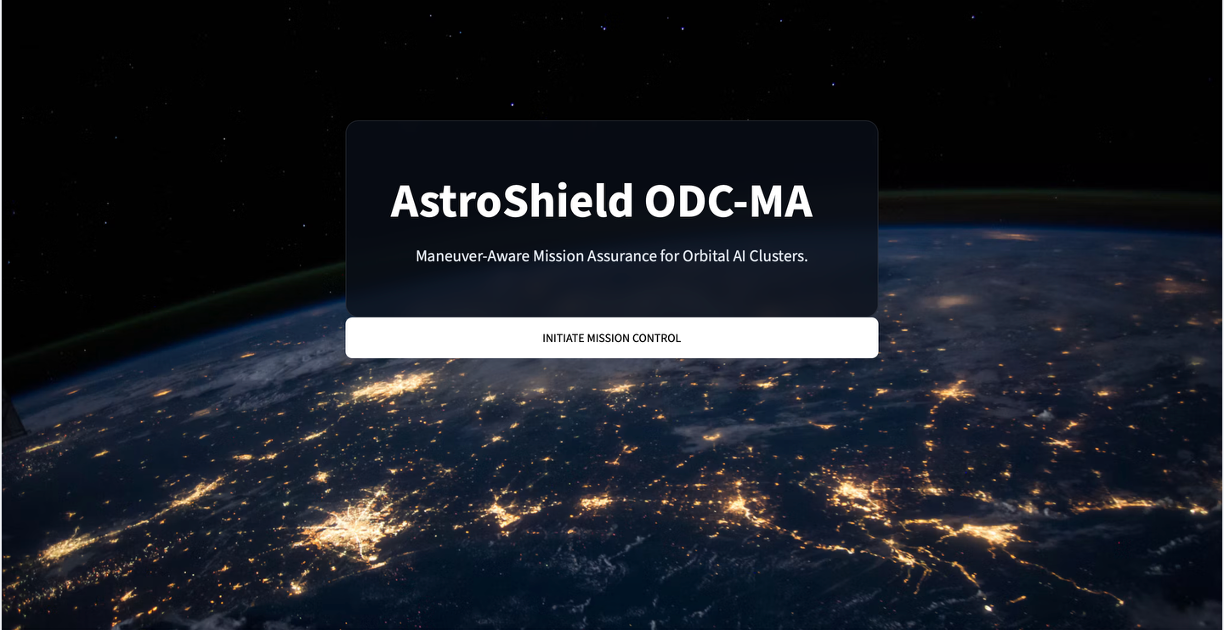 AstroShield ODC-MA
Maneuver-Aware Mission Assurance for Orbital AI Clusters.
INITIATE MISSION CONTROL